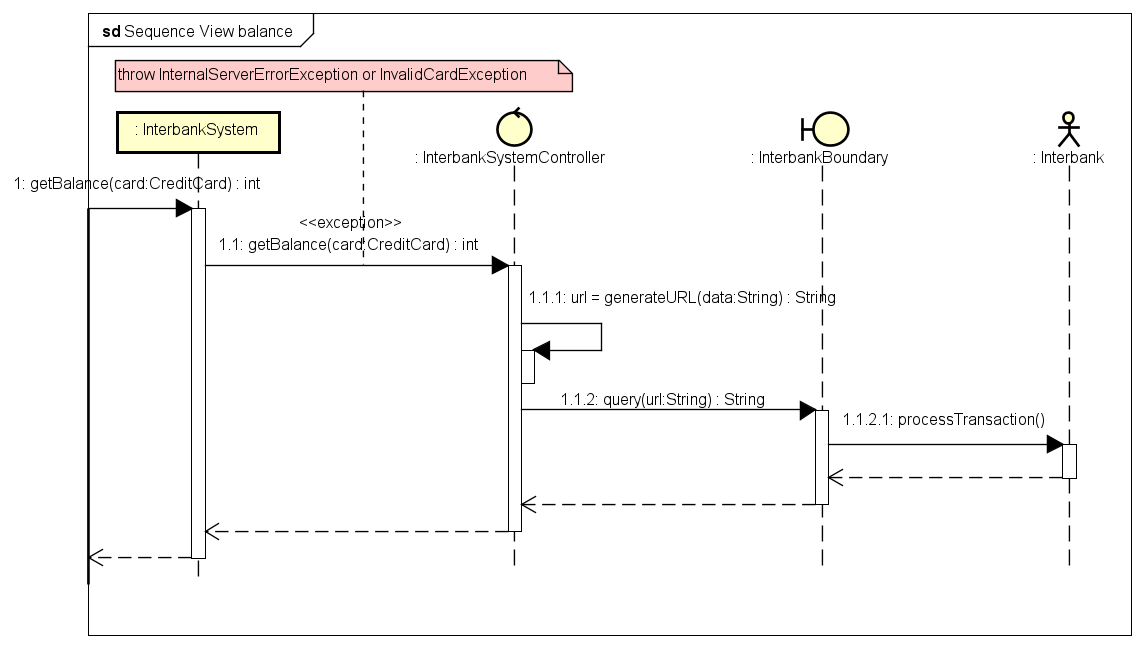 sd Sequence View balance
throw InternalServerErrorException or InvalidCardException
: InterbankSystem
: InterbankSystemController
: InterbankBoundary
: Interbank
1: getBalance(card:CreditCard) : int
<<exception>>
1.1: getBalance(card:CreditCard) : int
1.1.1: url = generateURL(data:String) : String
1.1.2: query(url:String) : String
1.1.2.1: processTransaction()